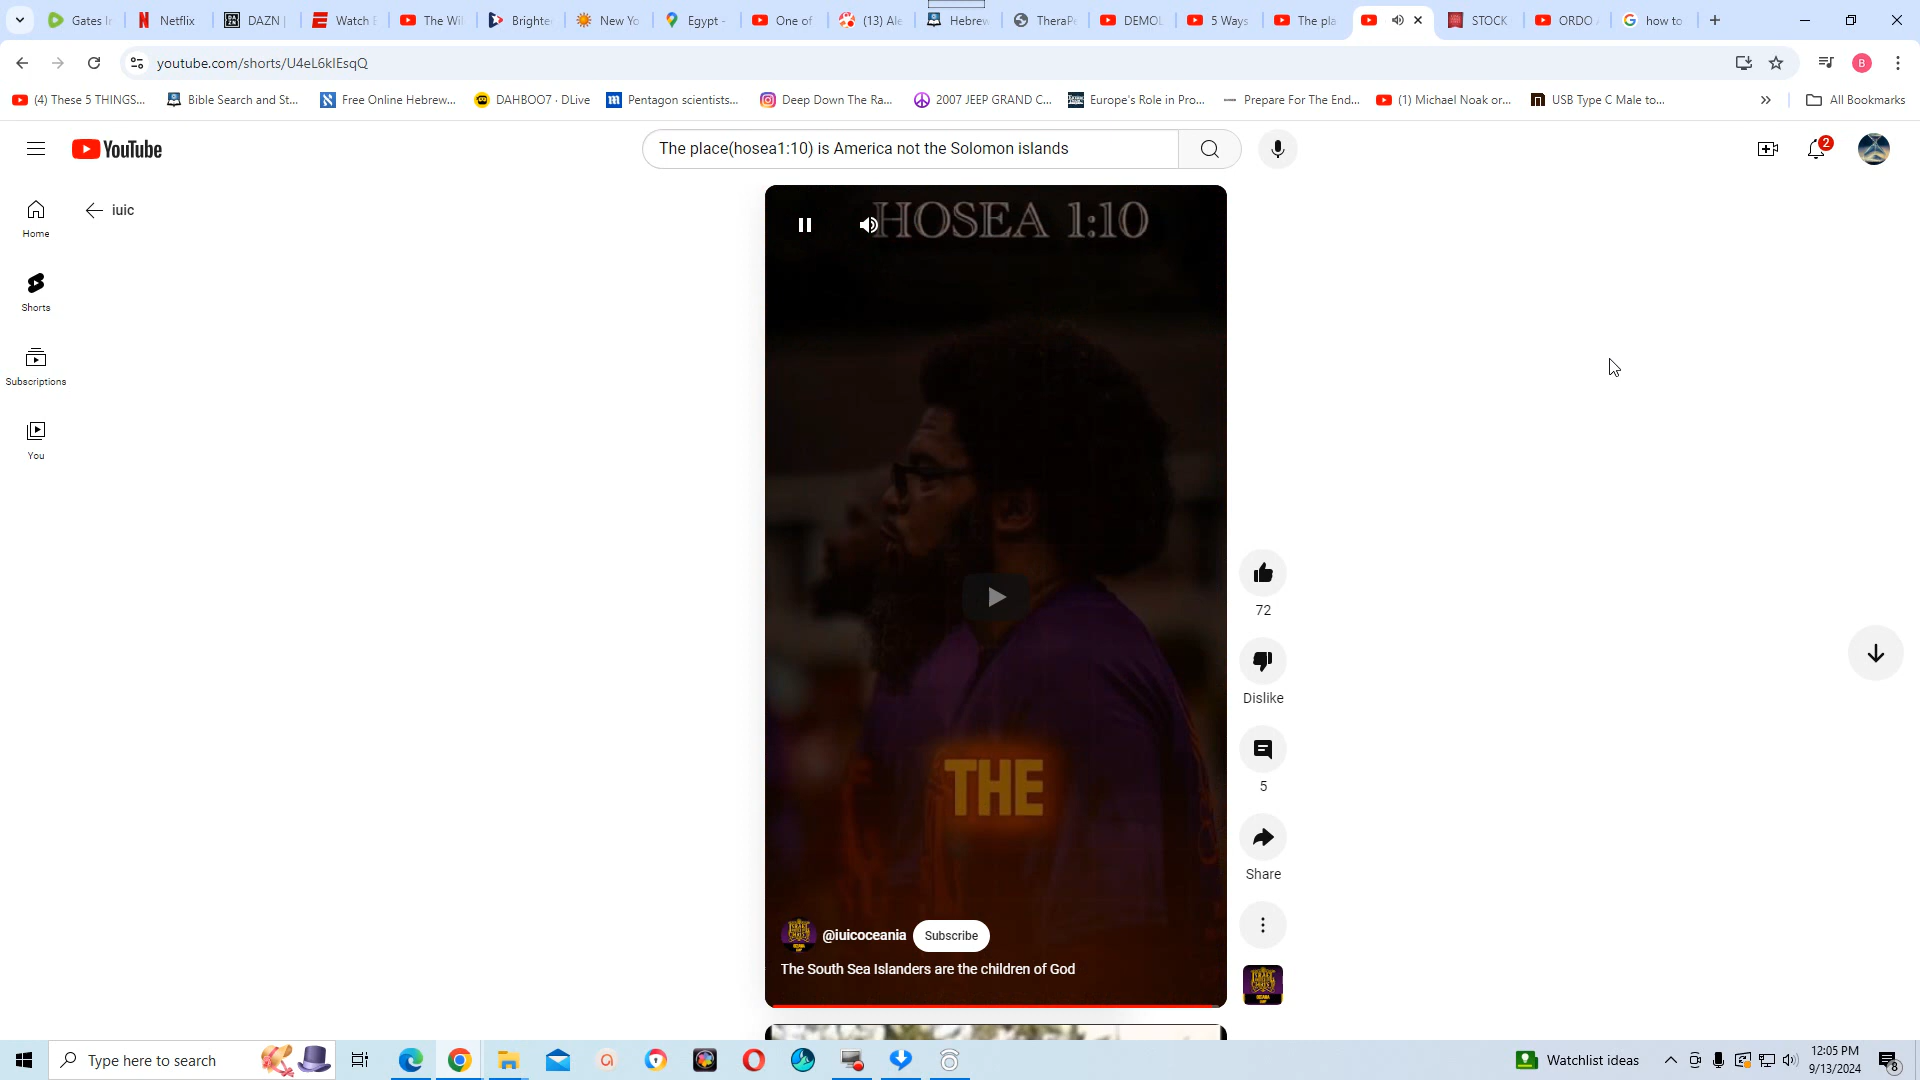 Gates I
Netflix
DAZN |
Watch E
The Wil
Brighte
New Yo
Egypt -
One of
(13) Ale
Hebrew
TheraPe
DEMOL
5 Ways
The pla
STOCK
ORDO
how to
youtube.com/shorts/U4eL6klEsqQ
B
(4) These 5 THINGS...
Bible Search and St...
Free Online Hebrew...
DAHBOO7 · DLive
Pentagon scientists...
Deep Down The Ra...
2007 JEEP GRAND C...
Europe's Role in Pro...
Prepare For The End...
(1) Michael Noak or...
USB Type C Male to...
All Bookmarks
YouTube
The place(hosea1:10) is America not the Solomon islands
2
iuic
Home
Shorts
Subscriptions
You
HOSEA 1:10
THE
72
Dislike
5
Share
@iuicoceania
Subscribe
The South Sea Islanders are the children of God
Type here to search
Watchlist ideas
12:05 PM
9/13/2024
8